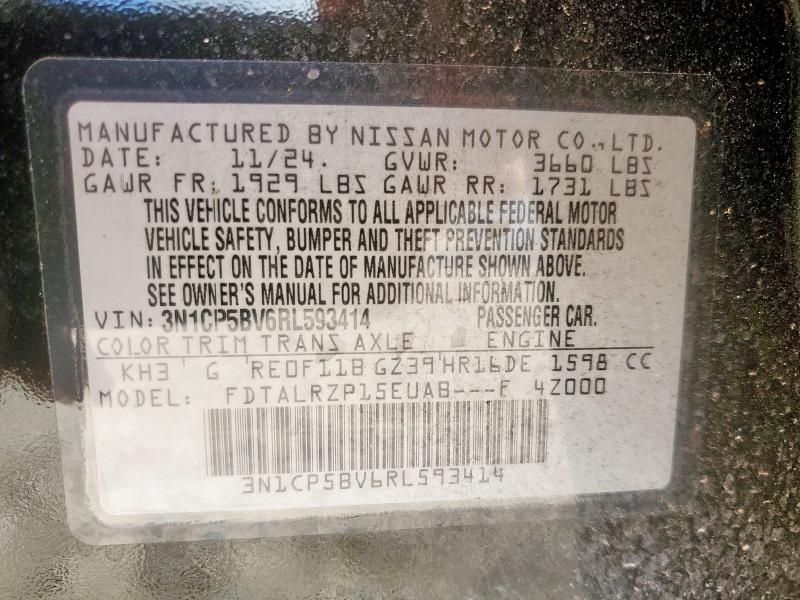 MANUFACTURED BY NISSAN MOTOR CO., LTD.
DATE: 11/24. GVWR: 3660 LBS
GAWR FR: 1929 LBS GAWR RR: 1731 LBS
THIS VEHICLE CONFORMS TO ALL APPLICABLE FEDERAL MOTOR
VEHICLE SAFETY, BUMPER AND THEFT PREVENTION STANDARDS
IN EFFECT ON THE DATE OF MANUFACTURE SHOWN ABOVE.
SEE OWNER'S MANUAL FOR ADDITIONAL INFORMATION.
VIN: 3N1CP5BV6RL593414 PASSENGER CAR.
COLOR TRIM TRANS AXLE ENGINE
KH3 G RE0F11B GZ39 HR16DE 1598 CC
MODEL: FDTALRZP15EUAB---F 4Z000
3N1CP5BV6RL593414